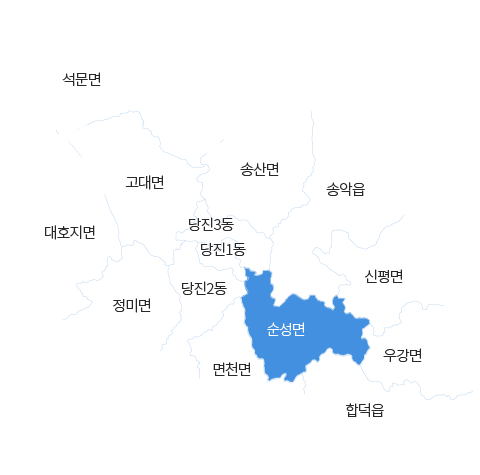 석문면
송산면
고대면
송악읍
당진3동
대호지면
당진1동
신평면
당진2동
정미면
순성면
우강면
면천면
합덕읍